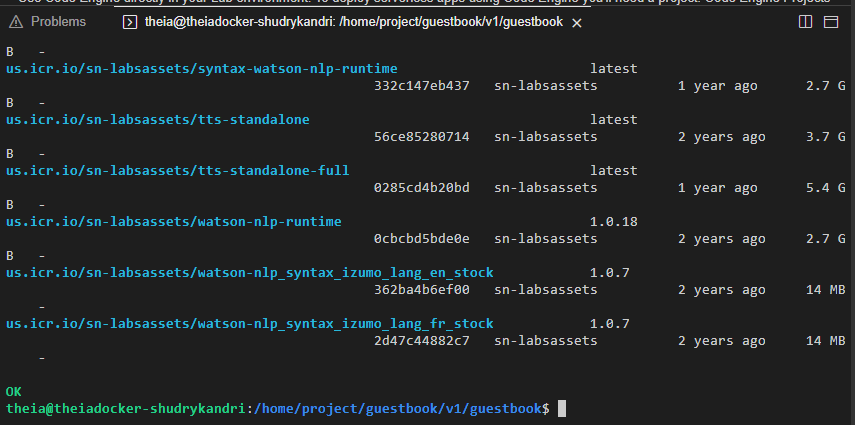 Problems theia@theiadocker-shudrykandri: /home/project/guestbook/v1/guestbook
B -
us.icr.io/sn-labsassets/syntax-watson-nlp-runtime latest
332c147eb437 sn-labsassets 1 year ago 2.7 G
B -
us.icr.io/sn-labsassets/tts-standalone latest
56ce85280714 sn-labsassets 2 years ago 3.7 G
B -
us.icr.io/sn-labsassets/tts-standalone-full latest
0285cd4b20bd sn-labsassets 1 year ago 5.4 G
B -
us.icr.io/sn-labsassets/watson-nlp-runtime 1.0.18
0cbcbd5bde0e sn-labsassets 2 years ago 2.7 G
B -
us.icr.io/sn-labsassets/watson-nlp_syntax_izumo_lang_en_stock 1.0.7
362ba4b6ef00 sn-labsassets 2 years ago 14 MB
-
us.icr.io/sn-labsassets/watson-nlp_syntax_izumo_lang_fr_stock 1.0.7
2d47c44882c7 sn-labsassets 2 years ago 14 MB
-
OK
theia@theiadocker-shudrykandri:/home/project/guestbook/v1/guestbook$